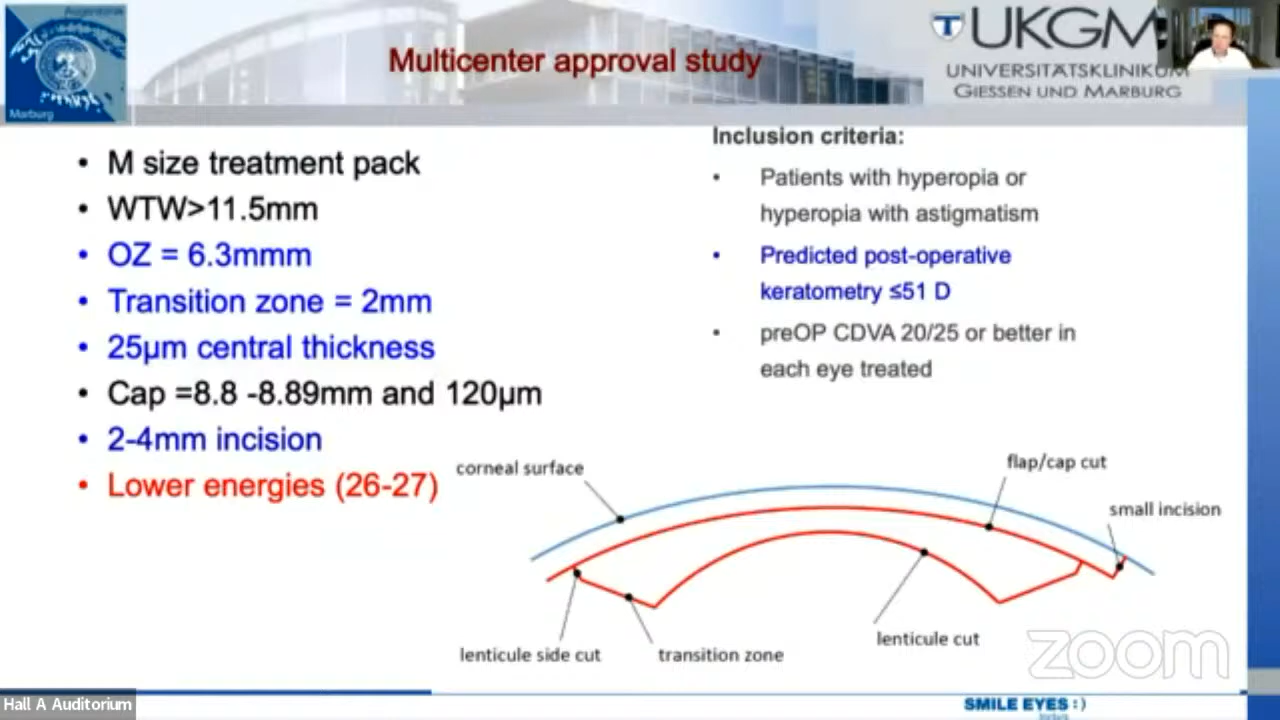 Augenklinik
Marburg
Multicenter approval study
UKGM
UNIVERSITÄTSKLINIKUM
GIESSEN UND MARBURG
• M size treatment pack
• WTW>11.5mm
• OZ = 6.3mmm
• Transition zone = 2mm
• 25µm central thickness
• Cap =8.8 -8.89mm and 120µm
• 2-4mm incision
• Lower energies (26-27)
Inclusion criteria:
• Patients with hyperopia or
hyperopia with astigmatism
• Predicted post-operative
keratometry ≤51 D
• preOP CDVA 20/25 or better in
each eye treated
corneal surface
flap/cap cut
small incision
lenticule side cut
transition zone
lenticule cut
zoom
Hall A Auditorium
SMILE EYES :)